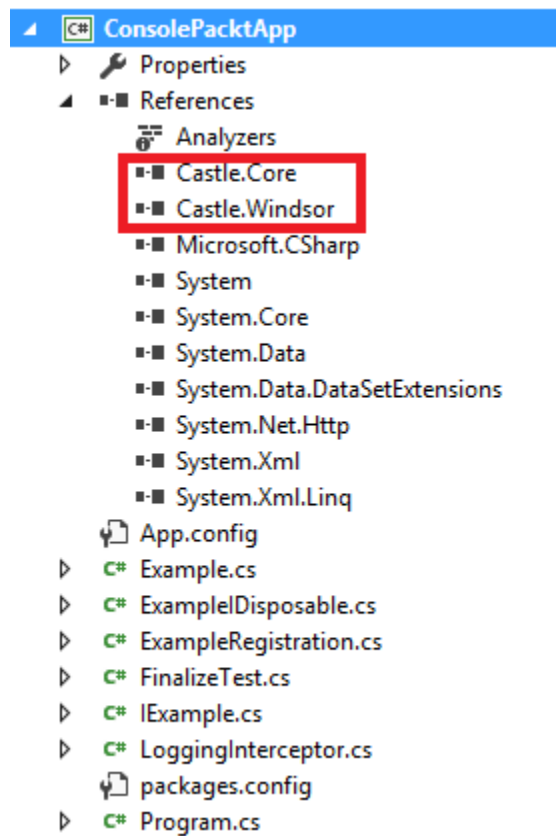 C# ConsolePacktApp
Properties
References
Analyzers
Castle.Core
Castle.Windsor
Microsoft.CSharp
System
System.Core
System.Data
System.Data.DataSetExtensions
System.Net.Http
System.Xml
System.Xml.Linq
App.config
C# Example.cs
C# ExampleIDisposable.cs
C# ExampleRegistration.cs
C# FinalizeTest.cs
C# IExample.cs
C# LoggingInterceptor.cs
packages.config
C# Program.cs